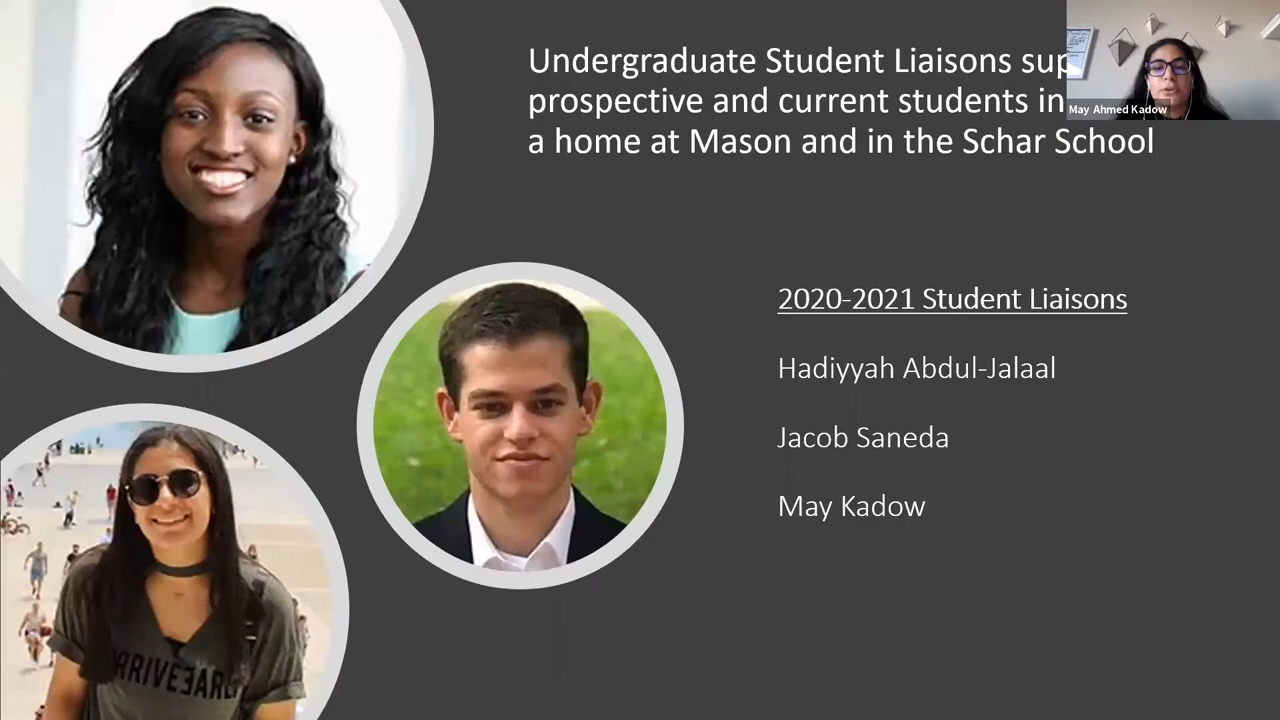 Undergraduate Student Liaisons sup
prospective and current students in
a home at Mason and in the Schar School
May Ahmed Kadow
2020-2021 Student Liaisons
Hadiyyah Abdul-Jalaal
Jacob Saneda
May Kadow